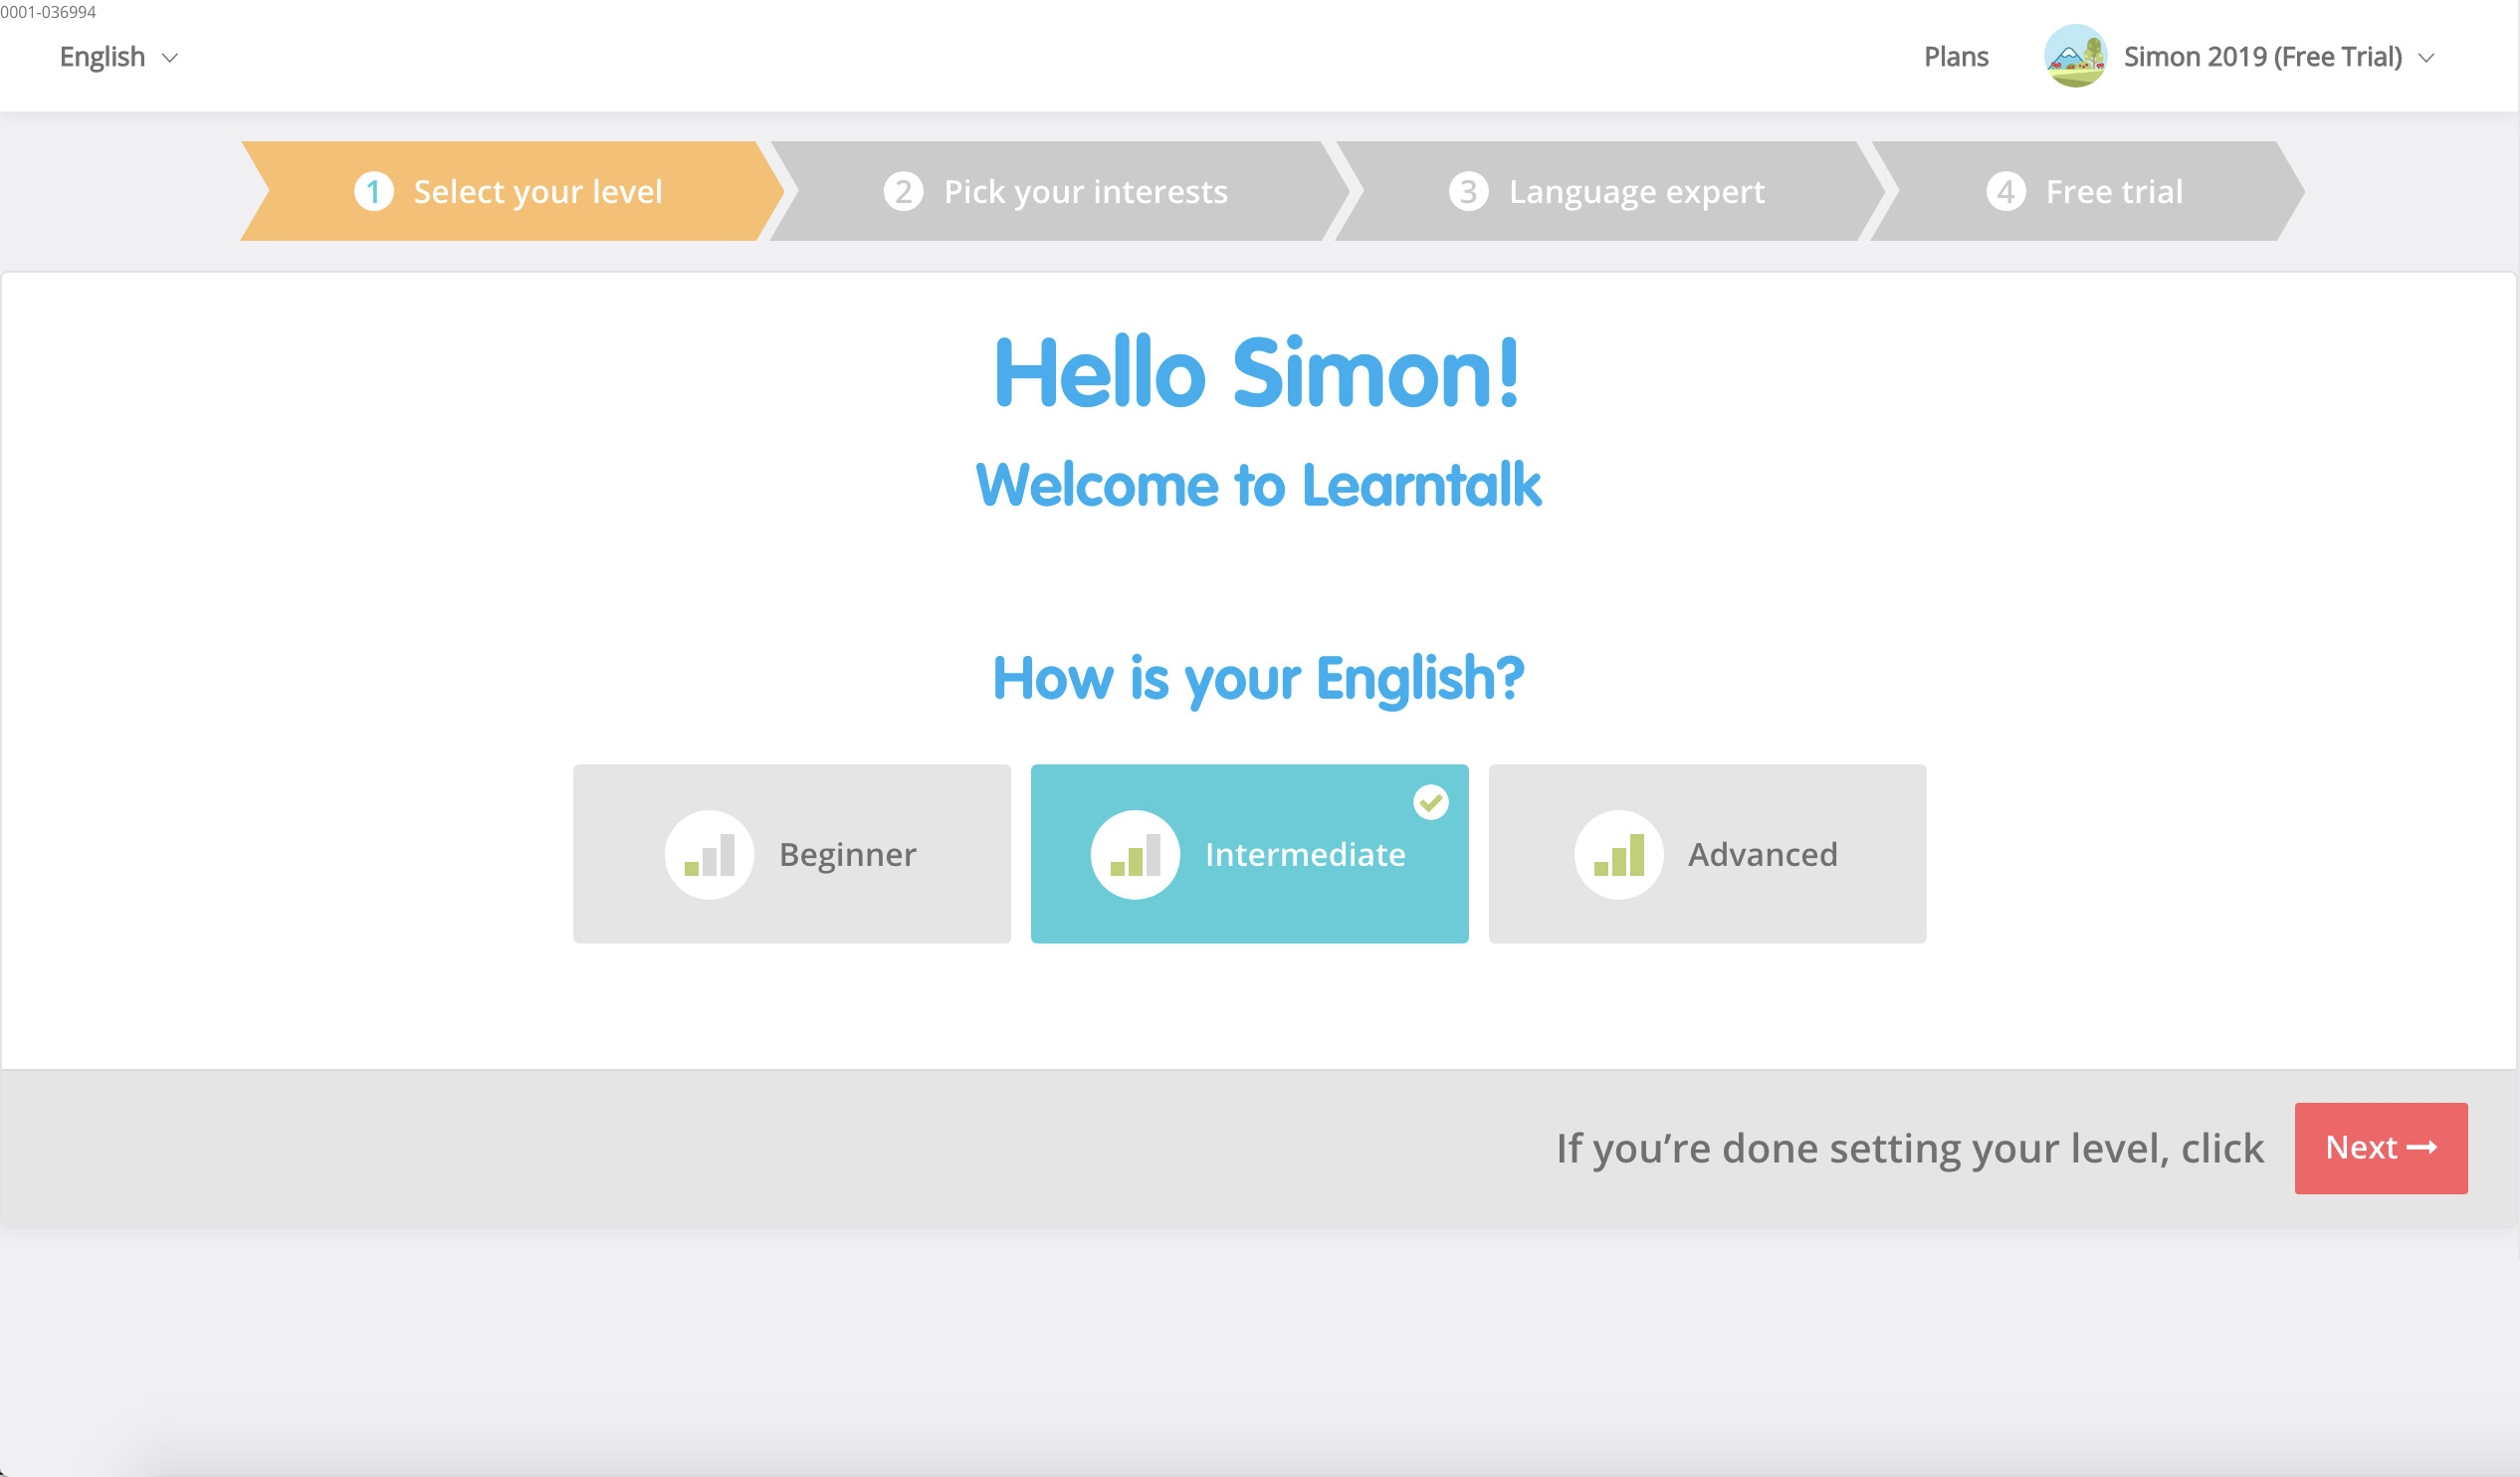 0001-036994
English
Plans
Simon 2019 (Free Trial)
1 Select your level
2 Pick your interests
3 Language expert
4 Free trial
Hello Simon!
Welcome to Learntalk
How is your English?
Beginner
Intermediate
Advanced
If you’re done setting your level, click
Next →